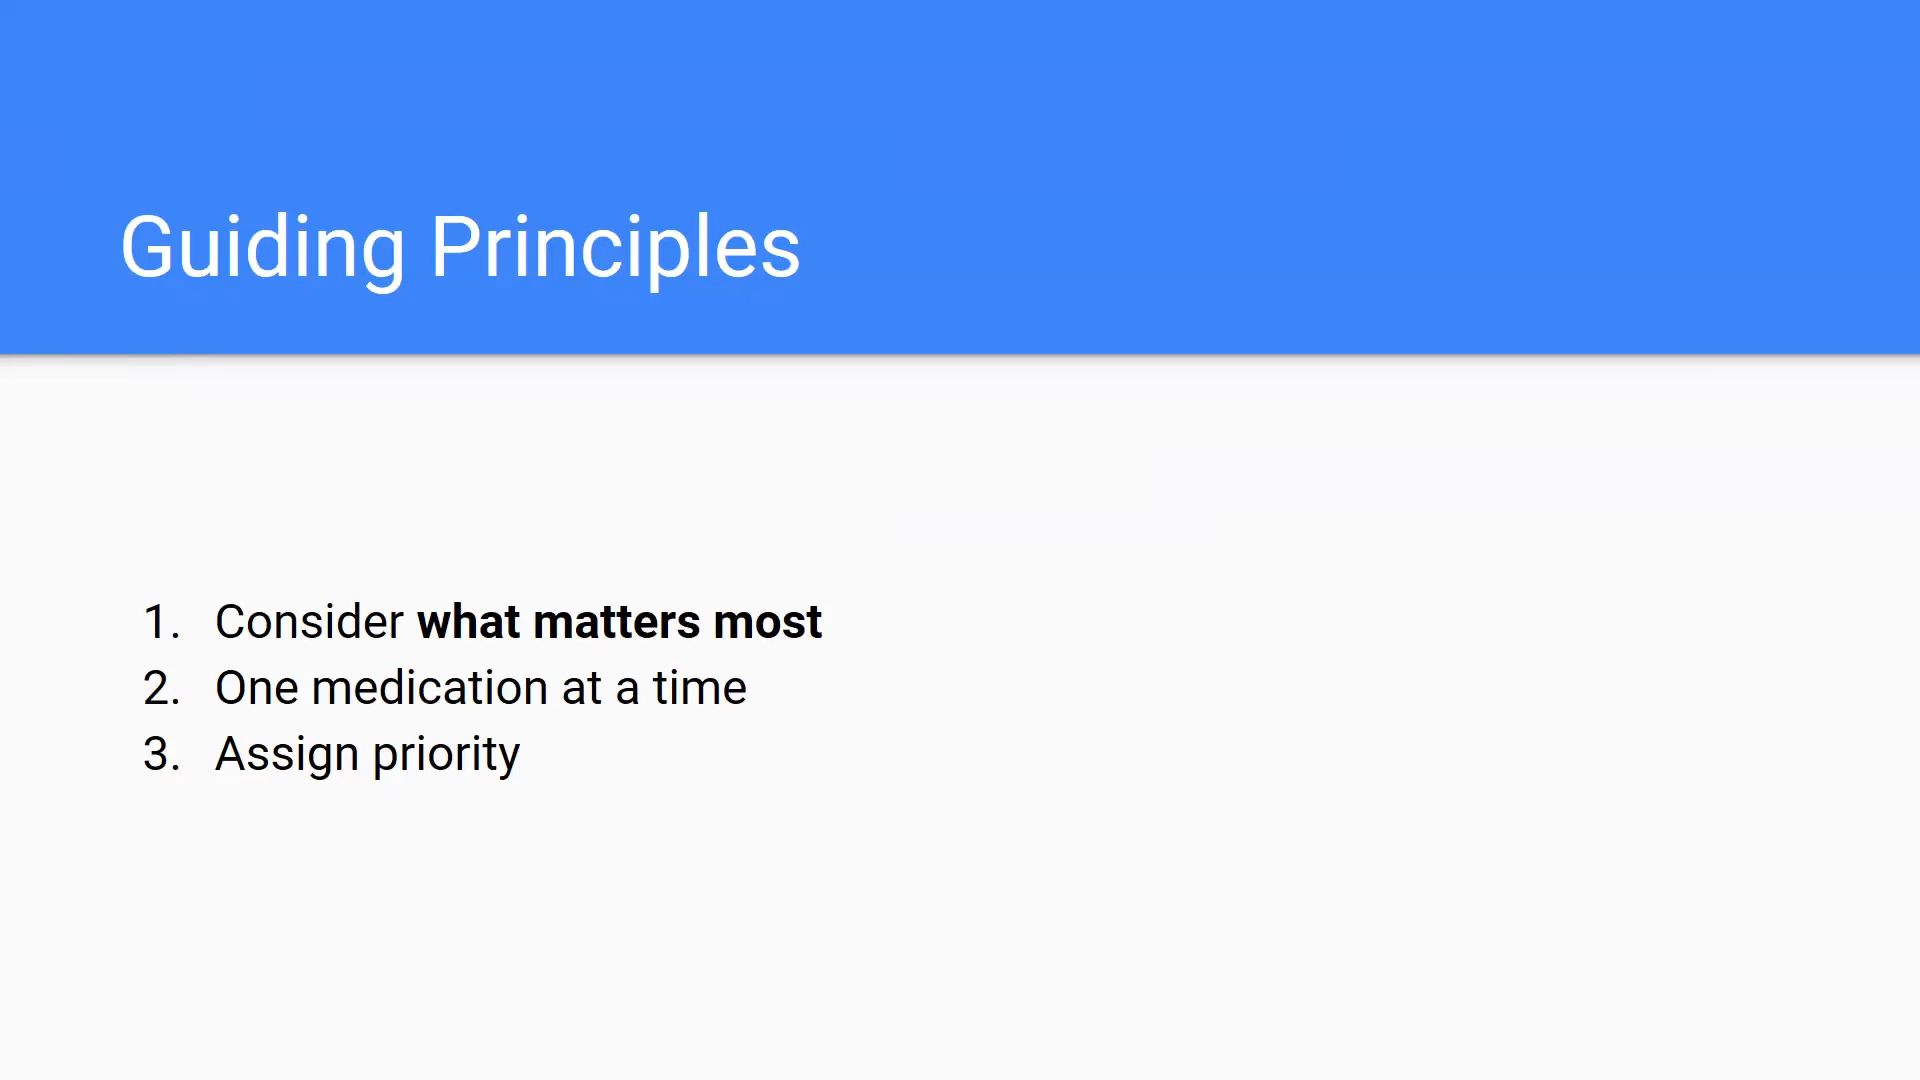 Guiding Principles
1. Consider what matters most
2. One medication at a time
3. Assign priority